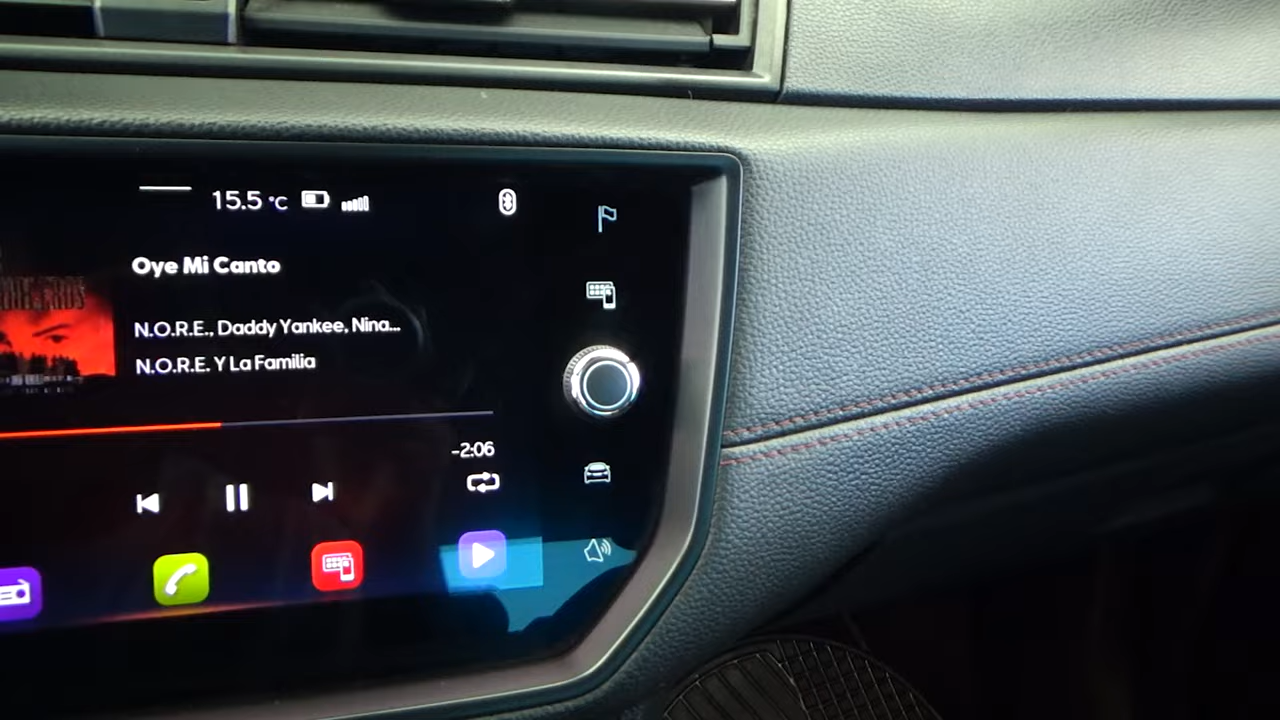 15.5 °C
Oye Mi Canto
N.O.R.E., Daddy Yankee, Nina...
N.O.R.E. Y La Familia
-2:06